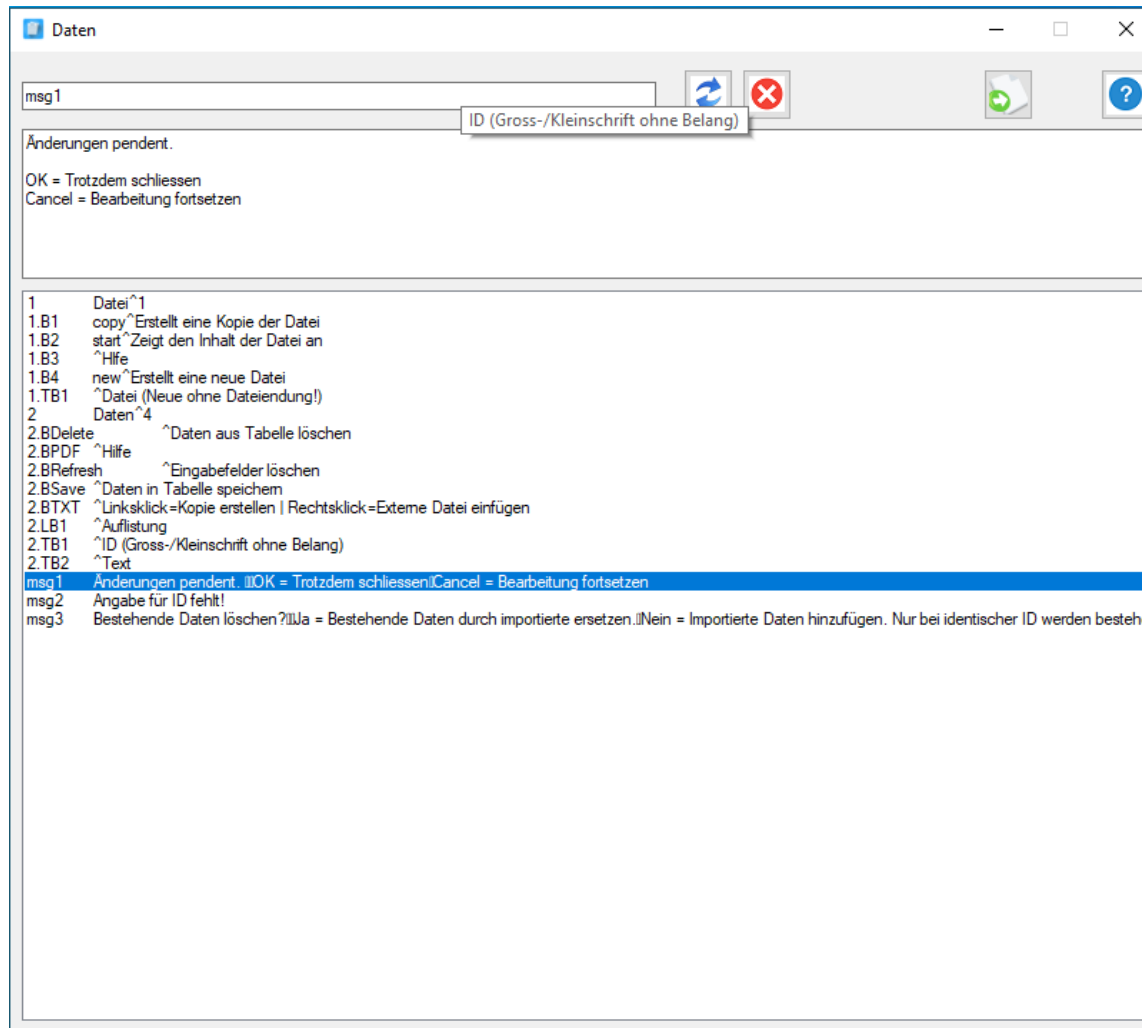 Daten
msg1
ID (Gross-/Kleinschrift ohne Belang)
Änderungen pendent.
OK = Trotzdem schliessen
Cancel = Bearbeitung fortsetzen
1 Datei^1
1.B1 copy^Erstellt eine Kopie der Datei
1.B2 start^Zeigt den Inhalt der Datei an
1.B3 ^Hlfe
1.B4 new^Erstellt eine neue Datei
1.TB1 ^Datei (Neue ohne Dateiendung!)
2 Daten^4
2.BDelete ^Daten aus Tabelle löschen
2.BPDF ^Hilfe
2.BRefresh ^Eingabefelder löschen
2.BSave ^Daten in Tabelle speichern
2.BTXT ^Linksklick=Kopie erstellen | Rechtsklick=Externe Datei einfügen
2.LB1 ^Auflistung
2.TB1 ^ID (Gross-/Kleinschrift ohne Belang)
2.TB2 ^Text
msg1 Änderungen pendent. OK = Trotzdem schliessenCancel = Bearbeitung fortsetzen
msg2 Angabe für ID fehlt!
msg3 Bestehende Daten löschen?Ja = Bestehende Daten durch importierte ersetzen.Nein = Importierte Daten hinzufügen. Nur bei identischer ID werden besteh